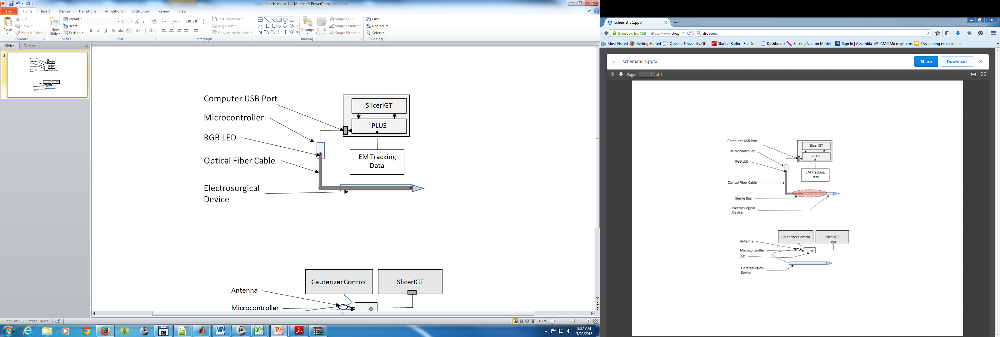 schematic 1 - Microsoft PowerPoint
File Home Insert Design Transitions Animations Slide Show Review View
Paste
Cut
Copy
Format Painter
Clipboard
New
Slide
Layout
Reset
Section
Slides
14
B I U S abc AV Aa A
Font
Text Direction
Align Text
Convert to SmartArt
Paragraph
Arrange
Quick
Styles
Shape Fill
Shape Outline
Shape Effects
Drawing
Find
Replace
Select
Editing
Slides Outline
1
Computer USB Port
Microcontroller
RGB LED
Optical Fiber Cable
Electrosurgical
Device
SlicerIGT
PLUS
EM Tracking
Data
Cauterizer Control
SlicerIGT
Antenna
Microcontroller
Slide 1 of 1 "Office Theme"
160%
Tek
9:37 AM
3/20/2015
schematic 1.pptx
Dropbox, Inc (US) https://www.drop
dropbox
Most Visited Getting Started Queen's University Off... Slacker Radio - Free Int... Dashboard Spiking Neuron Model... Sign In | Assembla CMC Microsystems Developing extension i...
schematic 1.pptx
Share Download
Page: 1 of 1
Computer USB Port
Microcontroller
RGB LED
Optical Fiber Cable
Sterile Bag
Electrosurgical
Device
SlicerIGT
PLUS
EM Tracking
Data
Cauterizer Control
SlicerIGT
Antenna
Microcontroller
LED
Electrosurgical
Device